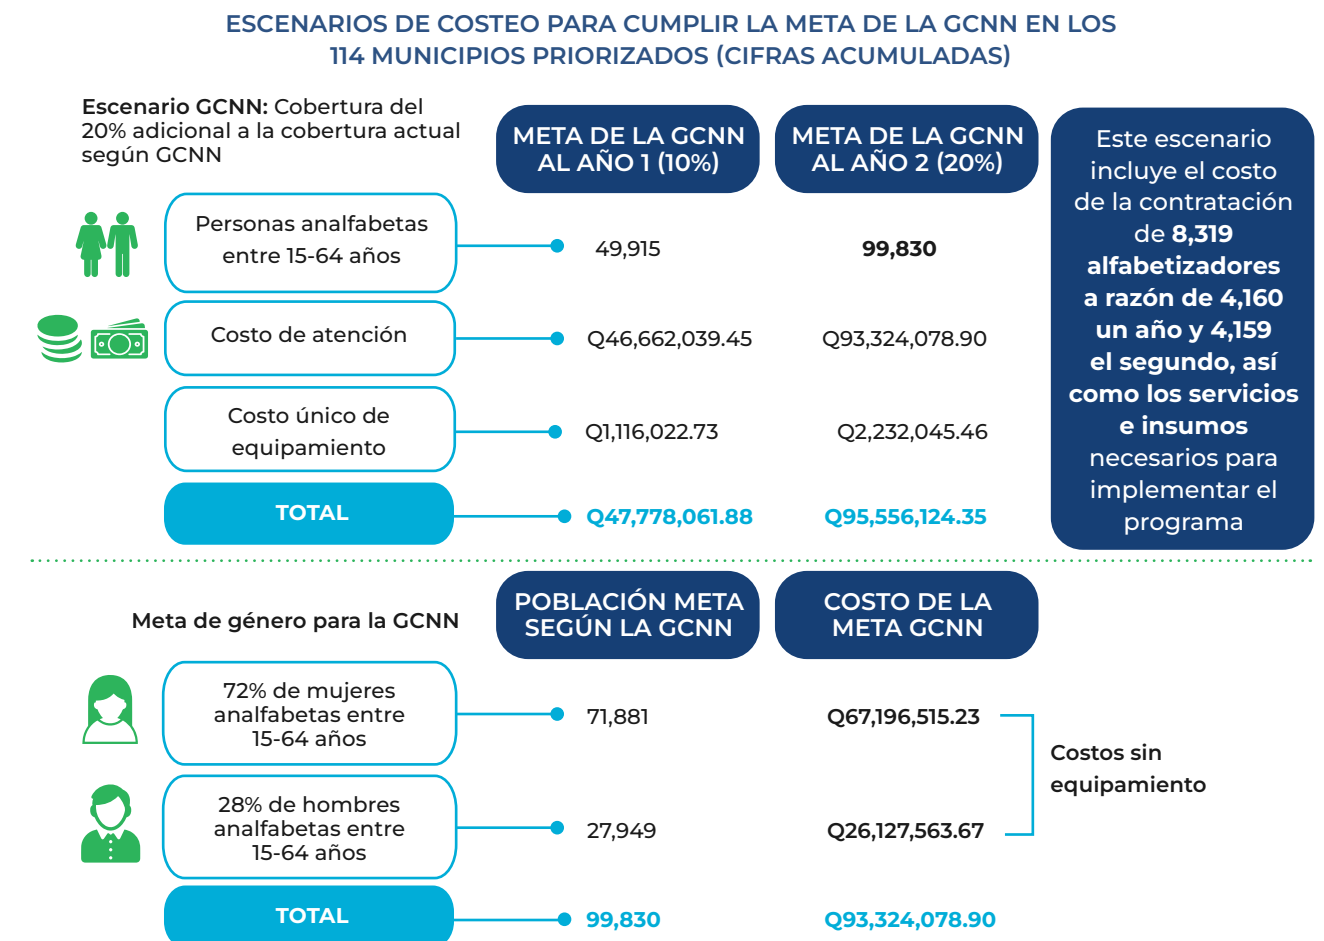 ESCENARIOS DE COSTEO PARA CUMPLIR LA META DE LA GCNN EN LOS
114 MUNICIPIOS PRIORIZADOS (CIFRAS ACUMULADAS)
Escenario GCNN: Cobertura del
20% adicional a la cobertura actual
según GCNN
META DE LA GCNN
AL AÑO 1 (10%)
META DE LA GCNN
AL AÑO 2 (20%)
Personas analfabetas
entre 15-64 años
49,915
99,830
Costo de atención
Q46,662,039.45
Q93,324,078.90
Costo único de
equipamiento
Q1,116,022.73
Q2,232,045.46
TOTAL
Q47,778,061.88
Q95,556,124.35
Este escenario
incluye el costo
de la contratación
de 8,319
alfabetizadores
a razón de 4,160
un año y 4,159
el segundo, así
como los servicios
e insumos
necesarios para
implementar el
programa
Meta de género para la GCNN
POBLACIÓN META
SEGÚN LA GCNN
COSTO DE LA
META GCNN
72% de mujeres
analfabetas entre
15-64 años
71,881
Q67,196,515.23
28% de hombres
analfabetas entre
15-64 años
27,949
Q26,127,563.67
Costos sin
equipamiento
TOTAL
99,830
Q93,324,078.90